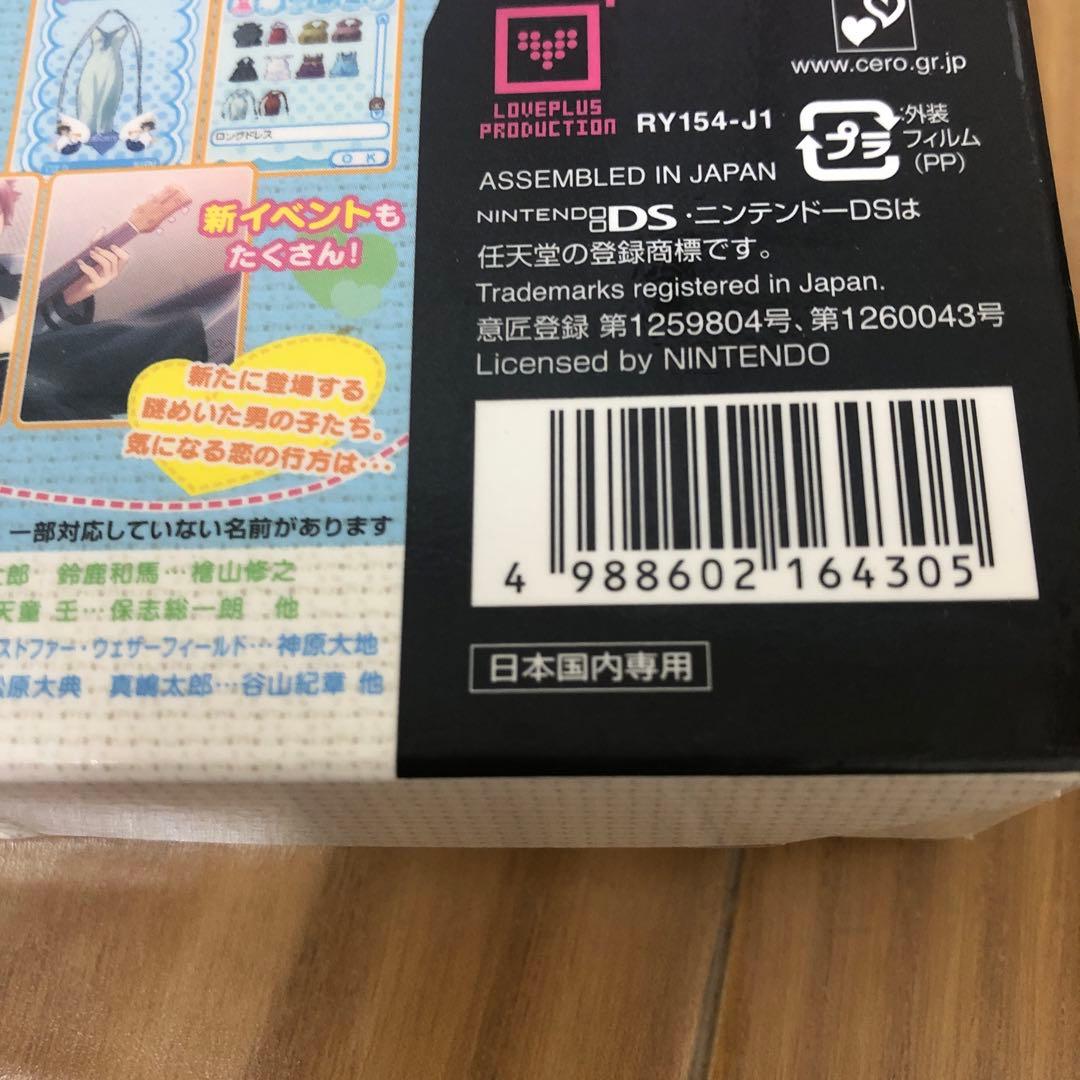 ロングドレス
O K
新イベントも
たくさん!
新たに登場する
謎めいた男の子たち。
気になる恋の行方は…
一部対応していない名前があります
郎 鈴鹿和馬…檜山修之
天童 壬…保志総一朗 他
ストファー・ウェザーフィールド…神原大地
原大典 真嶋太郎…谷山紀章 他
LOVEPLUS
PRODUCTION
RY154-J1
www.cero.gr.jp
プラ
:外装
フィルム
(PP)
ASSEMBLED IN JAPAN
NINTENDO DS・ニンテンドーDSは
任天堂の登録商標です。
Trademarks registered in Japan.
意匠登録 第1259804号、第1260043号
Licensed by NINTENDO
4 988602 164305
日本国内専用